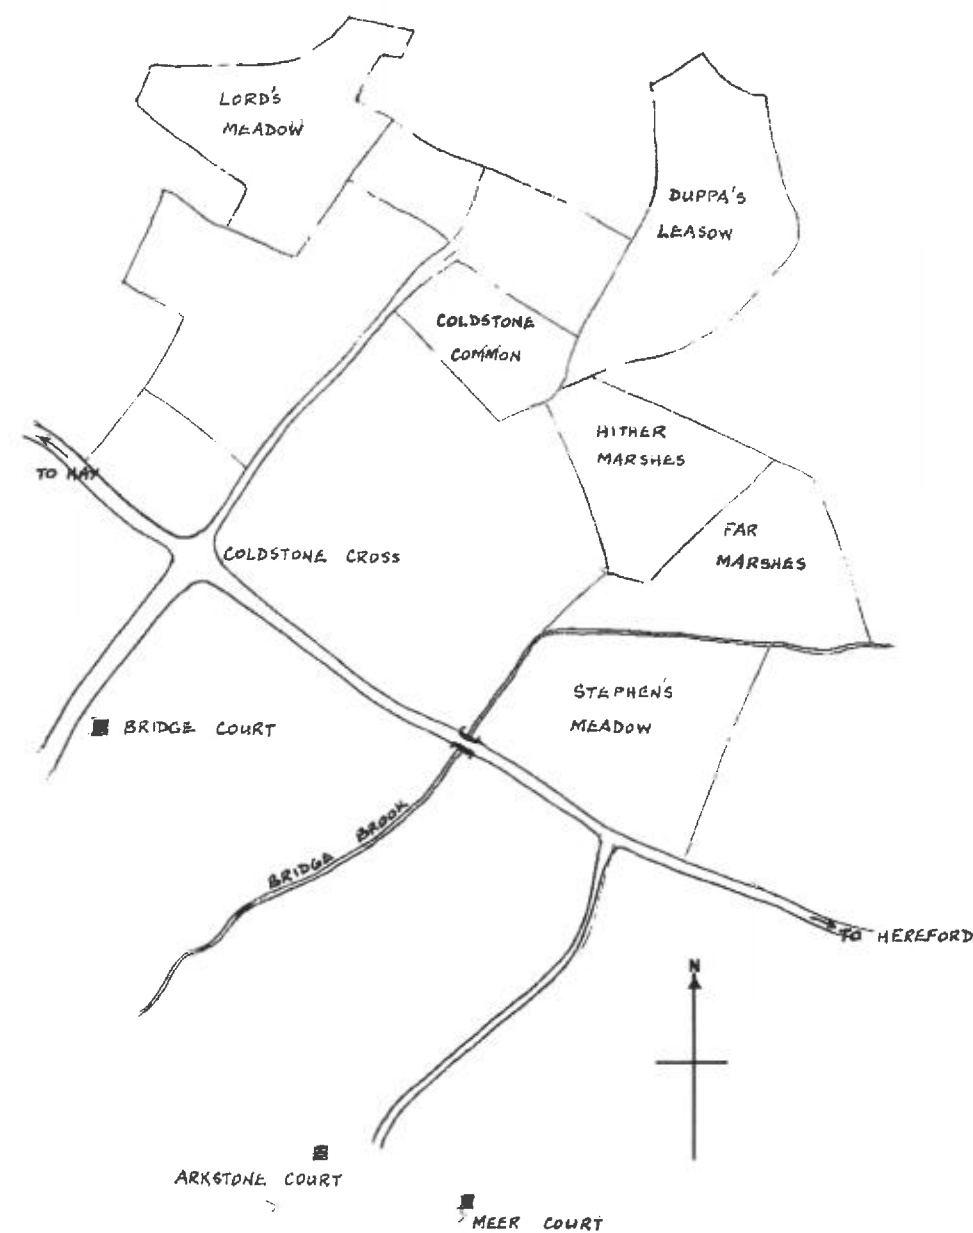 LORD'S
MEADOW
DUPPA'S
LEASOW
COLDSTONE
COMMON
HITHER
MARSHES
TO HAY
FAR
MARSHES
COLDSTONE CROSS
STEPHEN'S
MEADOW
BRIDGE COURT
BRIDGE BROOK
TO HEREFORD
N
ARKSTONE COURT
MEER COURT